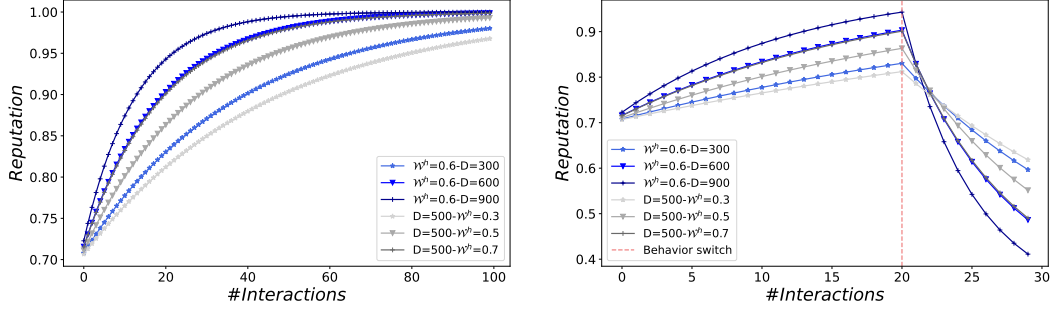 Reputation
1.00
0.95
0.90
0.85
0.80
0.75
0.70
0
20
40
60
80
100
#Interactions
𝒲ʰ=0.6-D=300
𝒲ʰ=0.6-D=600
𝒲ʰ=0.6-D=900
D=500-𝒲ʰ=0.3
D=500-𝒲ʰ=0.5
D=500-𝒲ʰ=0.7
Reputation
0.9
0.8
0.7
0.6
0.5
0.4
0
5
10
15
20
25
30
#Interactions
𝒲ʰ=0.6-D=300
𝒲ʰ=0.6-D=600
𝒲ʰ=0.6-D=900
D=500-𝒲ʰ=0.3
D=500-𝒲ʰ=0.5
D=500-𝒲ʰ=0.7
Behavior switch